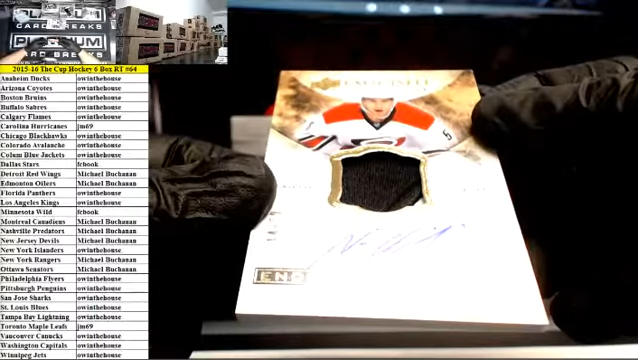 PLATINUM
CARD BREAKS
PLATINUM
CARD BREAKS
2015-16 The Cup Hockey 6 Box RT #64
Anaheim Ducks owinthehouse
Arizona Coyotes owinthehouse
Boston Bruins owinthehouse
Buffalo Sabres owinthehouse
Calgary Flames owinthehouse
Carolina Hurricanes jm69
Chicago Blackhawks owinthehouse
Colorado Avalanche owinthehouse
Colum Blue Jackets owinthehouse
Dallas Stars fcbook
Detroit Red Wings Michael Buchanan
Edmonton Oilers Michael Buchanan
Florida Panthers owinthehouse
Los Angeles Kings owinthehouse
Minnesota Wild fcbook
Montreal Canadiens Michael Buchanan
Nashville Predators Michael Buchanan
New Jersey Devils Michael Buchanan
New York Islanders owinthehouse
New York Rangers Michael Buchanan
Ottawa Senators Michael Buchanan
Philadelphia Flyers owinthehouse
Pittsburgh Penguins owinthehouse
San Jose Sharks owinthehouse
St. Louis Blues owinthehouse
Tampa Bay Lightning owinthehouse
Toronto Maple Leafs jm69
Vancouver Canucks owinthehouse
Washington Capitals owinthehouse
Winnipeg Jets owinthehouse
EXQUISITE